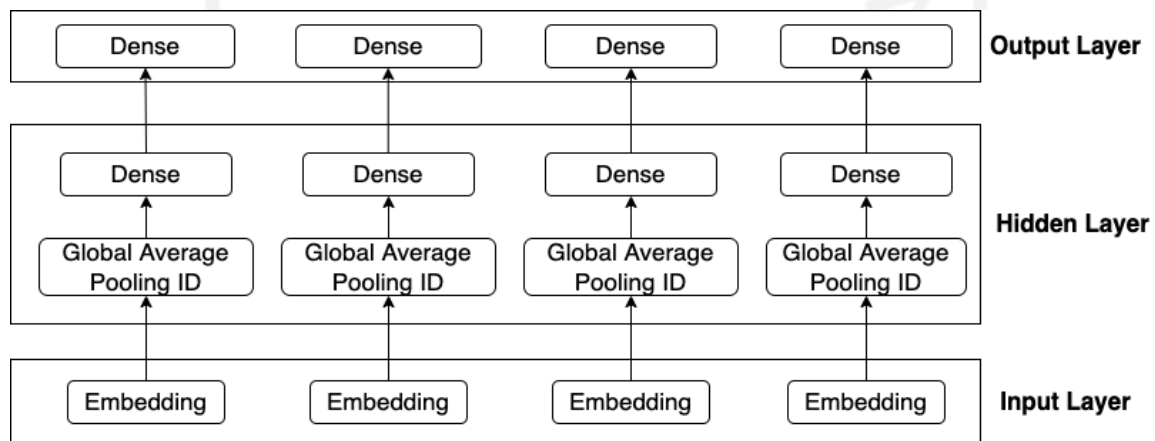 Dense Dense Dense Dense Output Layer
Dense Dense Dense Dense
Hidden Layer
Global Average Global Average Global Average Global Average
Pooling ID Pooling ID Pooling ID Pooling ID
Embedding Embedding Embedding Embedding Input Layer